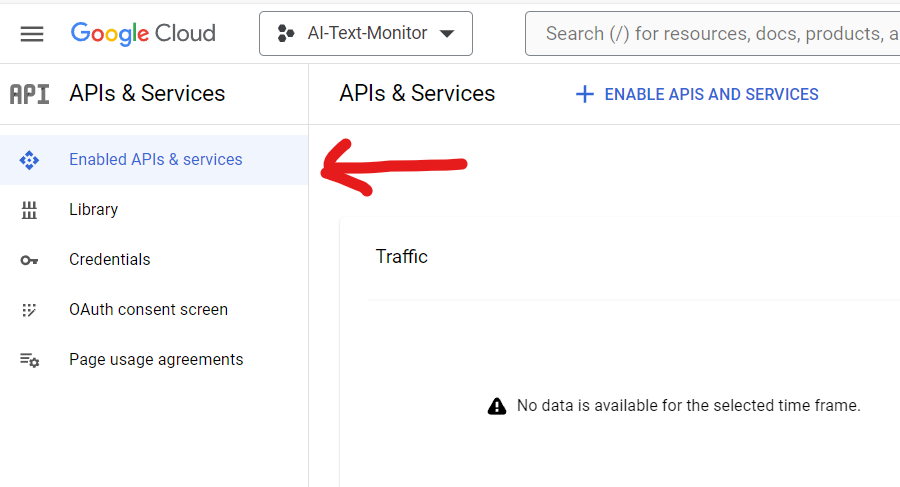 Google Cloud
AI-Text-Monitor
Search (/) for resources, docs, products, a
API
APIs & Services
APIs & Services
ENABLE APIS AND SERVICES
Enabled APIs & services
Library
Credentials
OAuth consent screen
Page usage agreements
Traffic
No data is available for the selected time frame.